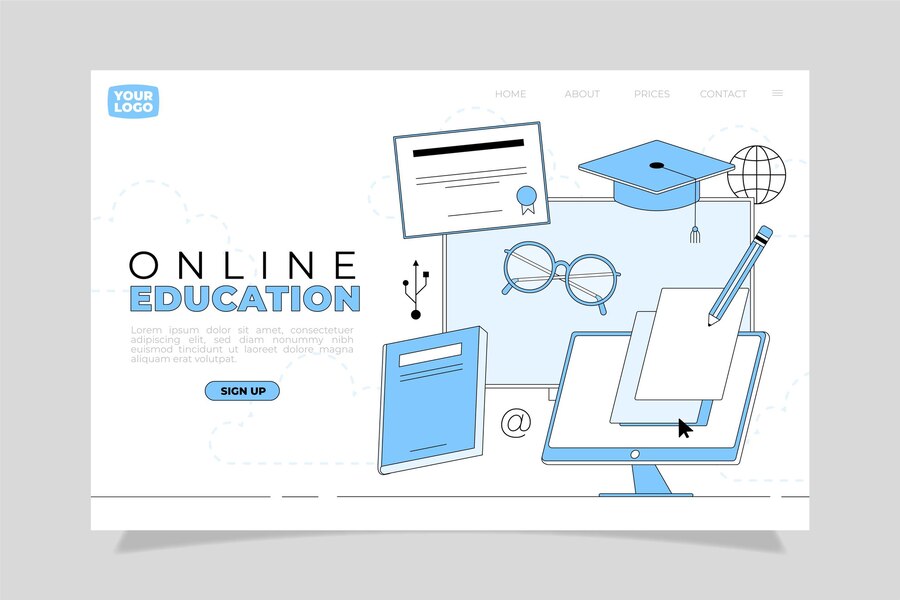 YOUR
LOGO
HOME ABOUT PRICES CONTACT
ONLINE
EDUCATION
Lorem ipsum dolor sit amet, consectetuer
adipiscing elit, sed diam nonummy nibh
euismod tincidunt ut laoreet dolore magna
aliquam erat volutpat.
SIGN UP
@